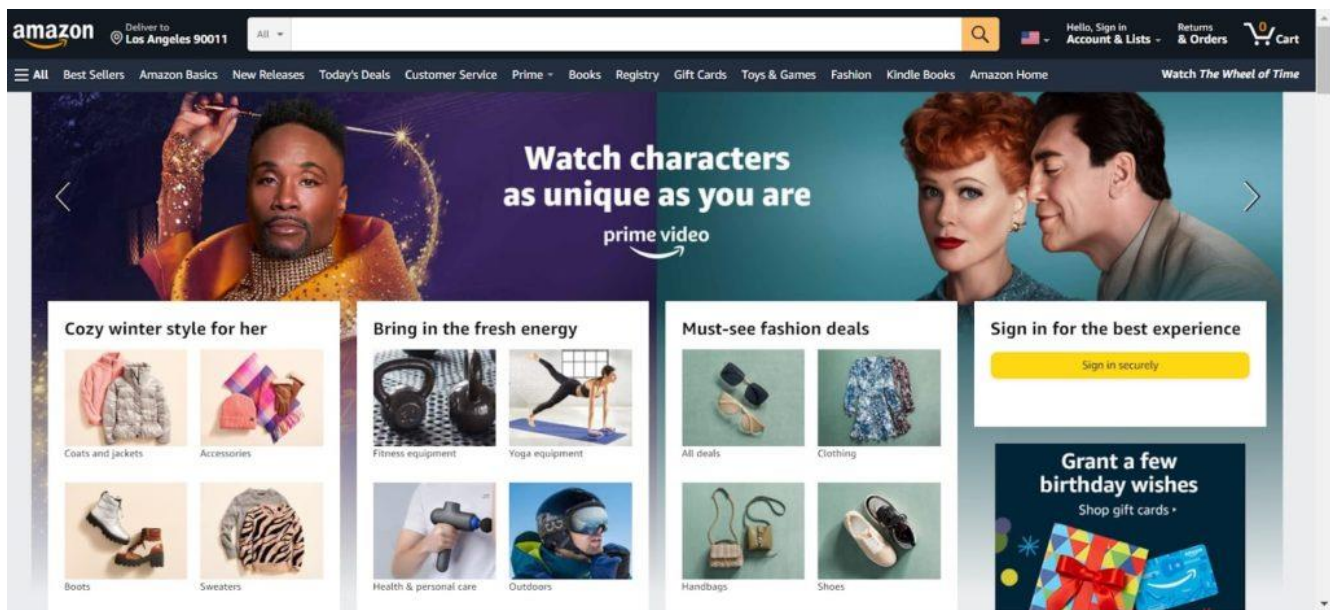 amazon
Deliver to
Los Angeles 90011
All
Hello, Sign in
Account & Lists
Returns
& Orders
0
Cart
All Best Sellers Amazon Basics New Releases Today's Deals Customer Service Prime Books Registry Gift Cards Toys & Games Fashion Kindle Books Amazon Home Watch The Wheel of Time
Watch characters
as unique as you are
prime video
Cozy winter style for her
Coats and jackets Accessories
Boots Sweaters
Bring in the fresh energy
Fitness equipment Yoga equipment
Health & personal care Outdoors
Must-see fashion deals
All deals Clothing
Handbags Shoes
Sign in for the best experience
Sign in securely
Grant a few
birthday wishes
Shop gift cards